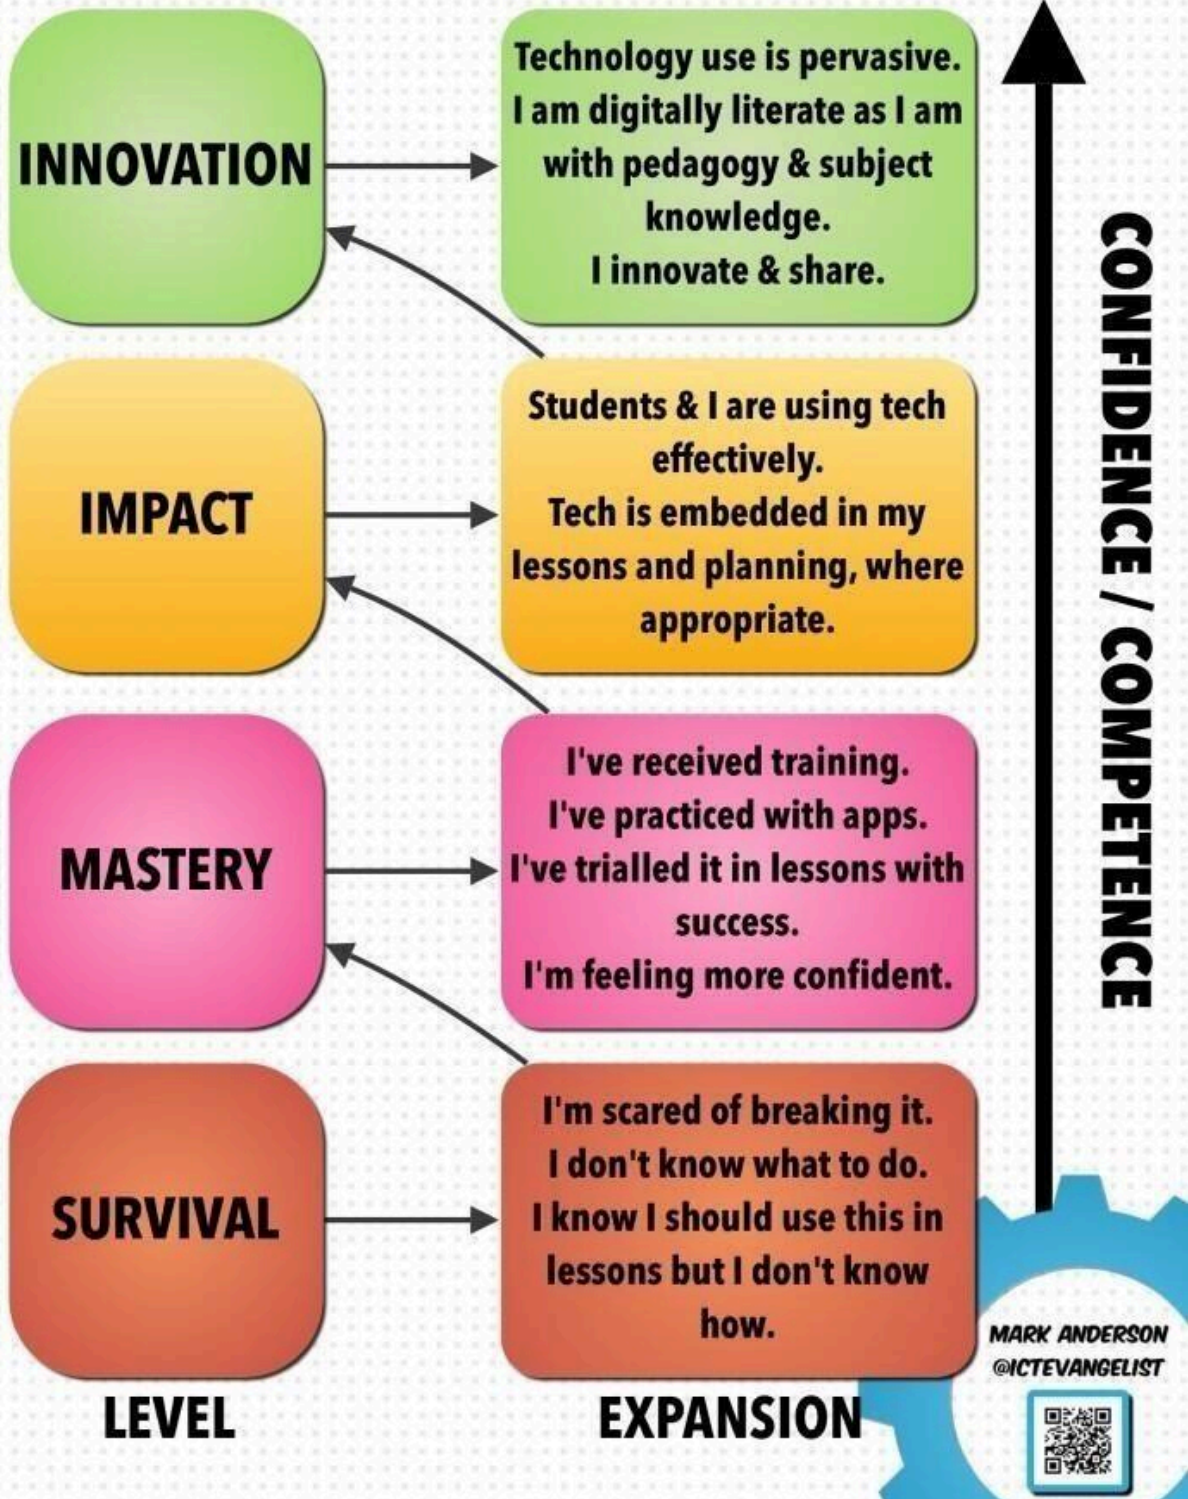 INNOVATION
Technology use is pervasive.
I am digitally literate as I am
with pedagogy & subject
knowledge.
I innovate & share.
IMPACT
Students & I are using tech
effectively.
Tech is embedded in my
lessons and planning, where
appropriate.
MASTERY
I've received training.
I've practiced with apps.
I've trialled it in lessons with
success.
I'm feeling more confident.
SURVIVAL
I'm scared of breaking it.
I don't know what to do.
I know I should use this in
lessons but I don't know
how.
LEVEL
EXPANSION
CONFIDENCE / COMPETENCE
MARK ANDERSON
@ICTEVANGELIST